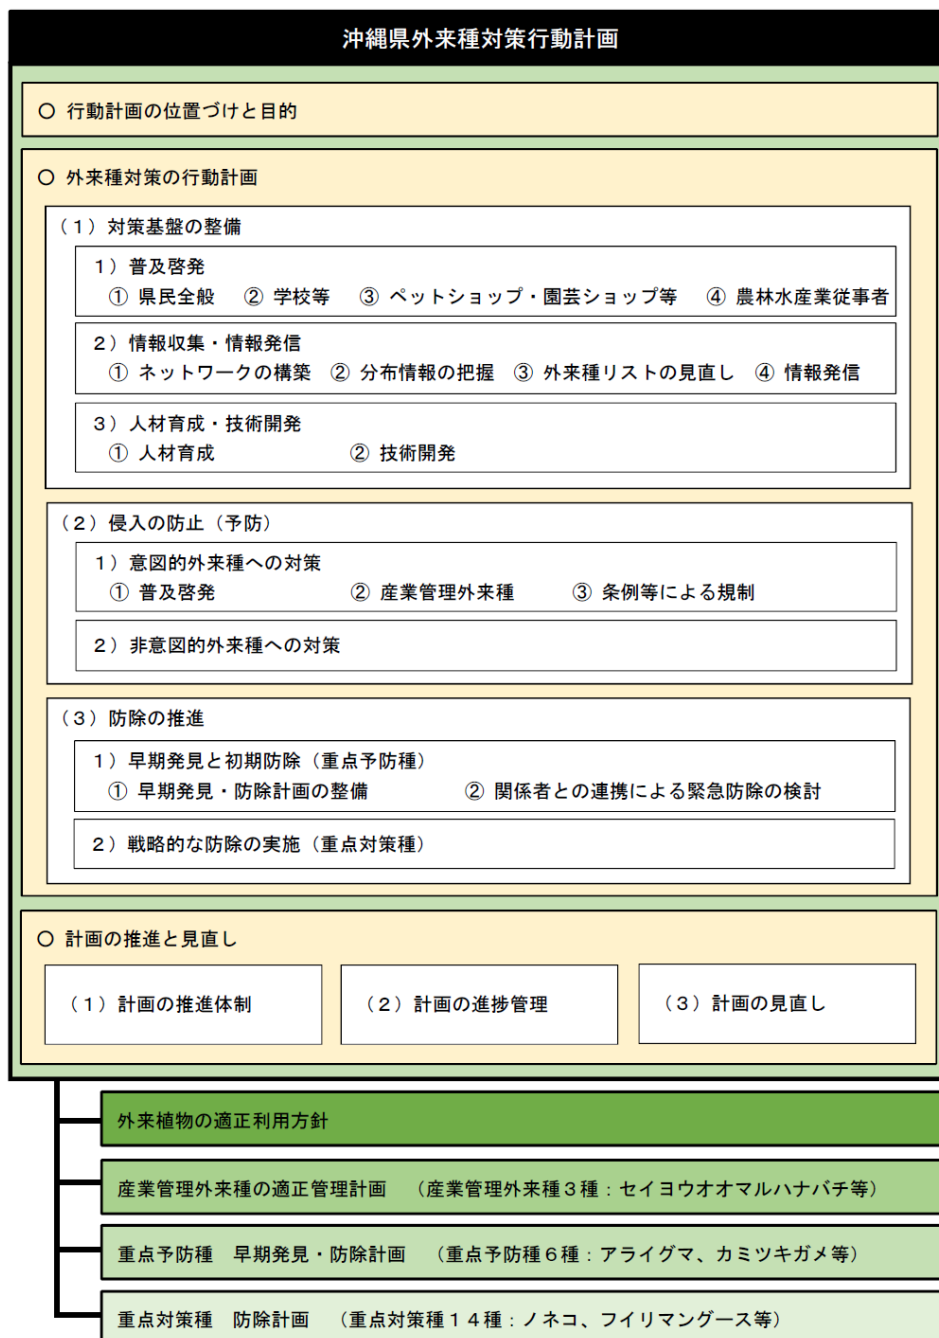 沖縄県外来種対策行動計画
○ 行動計画の位置づけと目的
○ 外来種対策の行動計画
（１）対策基盤の整備
１）普及啓発
① 県民全般 ② 学校等 ③ ペットショップ・園芸ショップ等 ④ 農林水産業従事者
２）情報収集・情報発信
① ネットワークの構築 ② 分布情報の把握 ③ 外来種リストの見直し ④ 情報発信
３）人材育成・技術開発
① 人材育成 ② 技術開発
（２）侵入の防止（予防）
１）意図的外来種への対策
① 普及啓発 ② 産業管理外来種 ③ 条例等による規制
２）非意図的外来種への対策
（３）防除の推進
１）早期発見と初期防除（重点予防種）
① 早期発見・防除計画の整備 ② 関係者との連携による緊急防除の検討
２）戦略的な防除の実施（重点対策種）
○ 計画の推進と見直し
（１）計画の推進体制 （２）計画の進捗管理 （３）計画の見直し
外来植物の適正利用方針
産業管理外来種の適正管理計画 （産業管理外来種３種：セイヨウオオマルハナバチ等）
重点予防種 早期発見・防除計画 （重点予防種６種：アライグマ、カミツキガメ等）
重点対策種 防除計画 （重点対策種１４種：ノネコ、フイリマングース等）